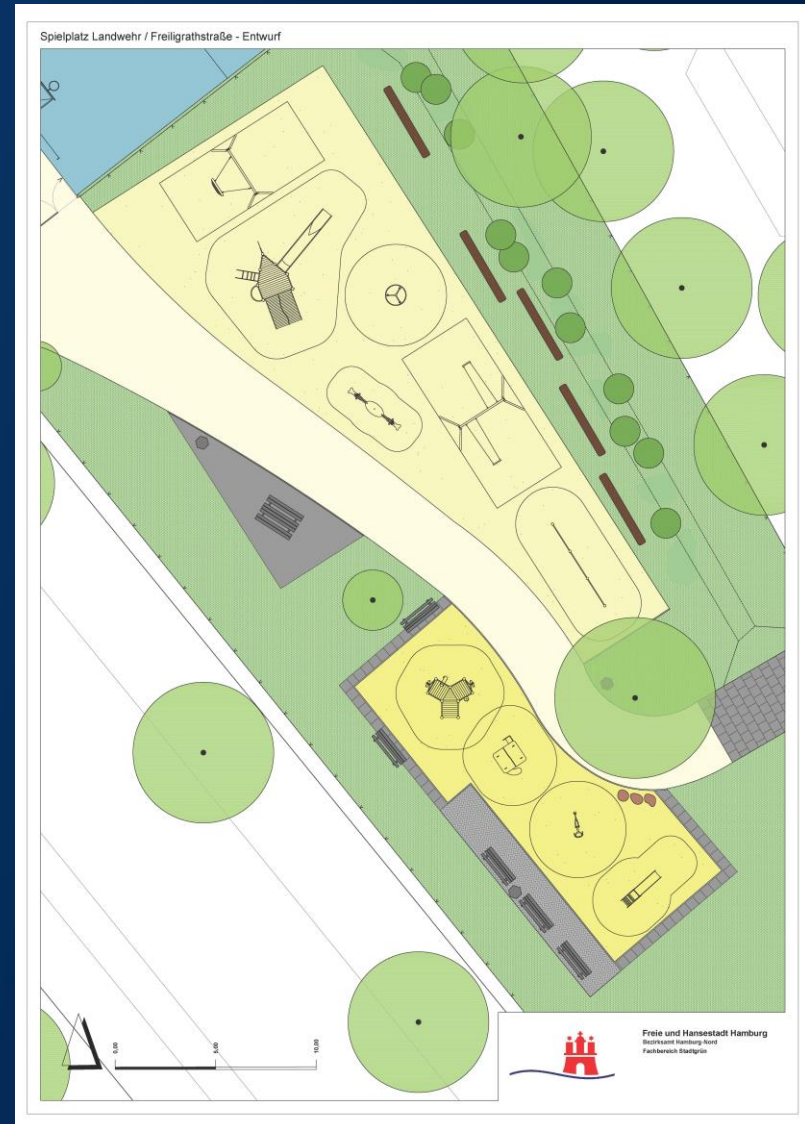 Spielplatz Landwehr / Freiligrathstraße - Entwurf
0,00
5,00
10,00
Freie und Hansestadt Hamburg
Bezirksamt Hamburg-Nord
Fachbereich Stadtgrün